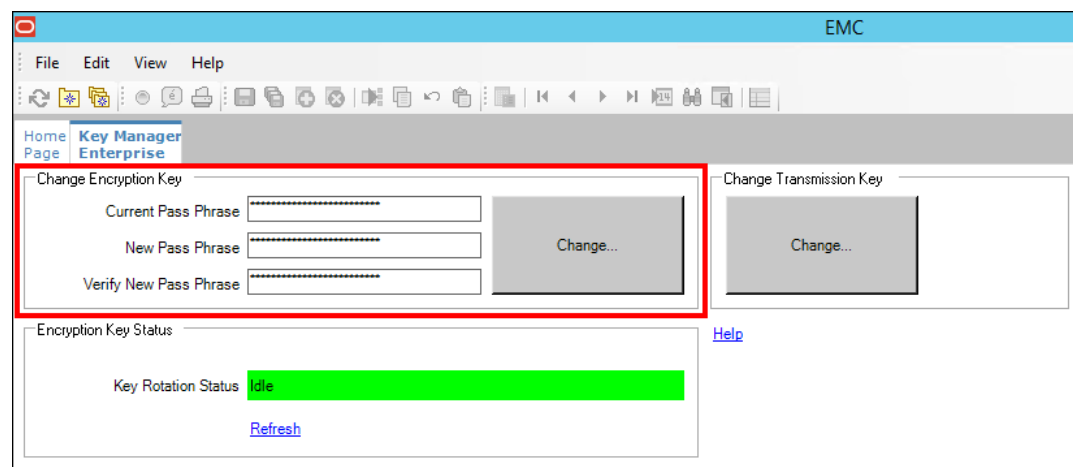 EMC
File Edit View Help
Home Page Key Manager Enterprise
Change Encryption Key
Current Pass Phrase **************************
New Pass Phrase **************************
Verify New Pass Phrase **************************
Change...
Change Transmission Key
Change...
Encryption Key Status
Key Rotation Status Idle
Refresh
Help